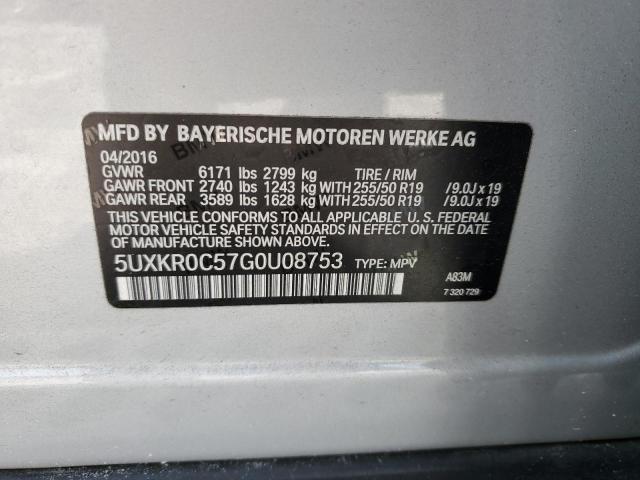 MFD BY BAYERISCHE MOTOREN WERKE AG
04/2016
GVWR 6171 lbs 2799 kg TIRE / RIM
GAWR FRONT 2740 lbs 1243 kg WITH 255/50 R19 /9.0J x 19
GAWR REAR 3589 lbs 1628 kg WITH 255/50 R19 /9.0J x 19
THIS VEHICLE CONFORMS TO ALL APPLICABLE U. S. FEDERAL
MOTOR VEHICLE SAFETY STANDARDS IN EFFECT ON THE
DATE OF MANUFACTURE SHOWN ABOVE.
5UXKR0C57G0U08753 TYPE: MPV
A83M
7 320 729